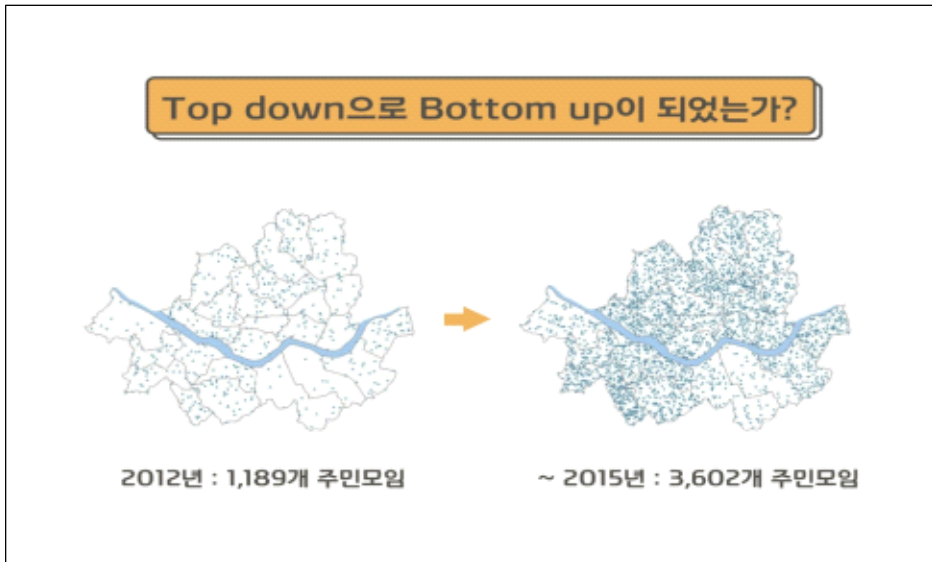 Top down으로 Bottom up이 되었는가?
2012년 : 1,189개 주민모임
~ 2015년 : 3,602개 주민모임